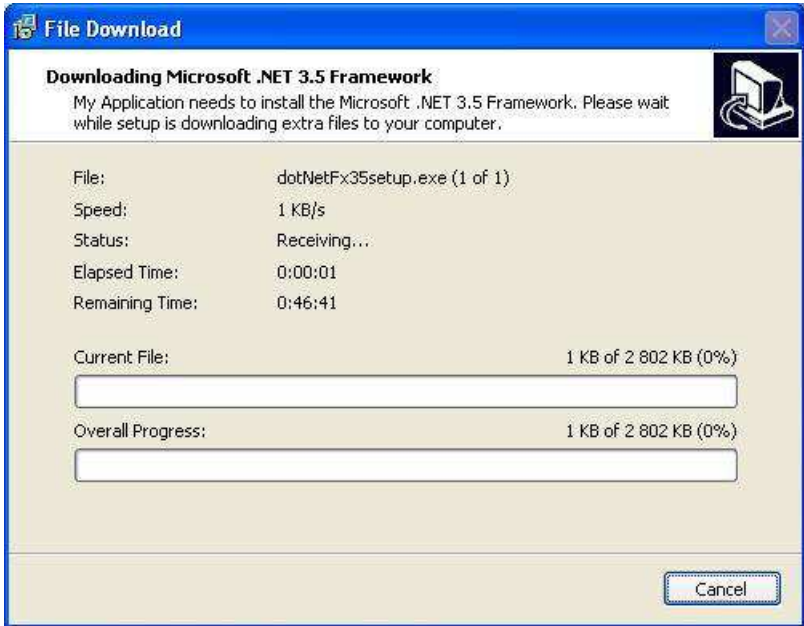 File Download
Downloading Microsoft .NET 3.5 Framework
My Application needs to install the Microsoft .NET 3.5 Framework. Please wait
while setup is downloading extra files to your computer.
File: dotNetFx35setup.exe (1 of 1)
Speed: 1 KB/s
Status: Receiving...
Elapsed Time: 0:00:01
Remaining Time: 0:46:41
Current File: 1 KB of 2 802 KB (0%)
Overall Progress: 1 KB of 2 802 KB (0%)
Cancel